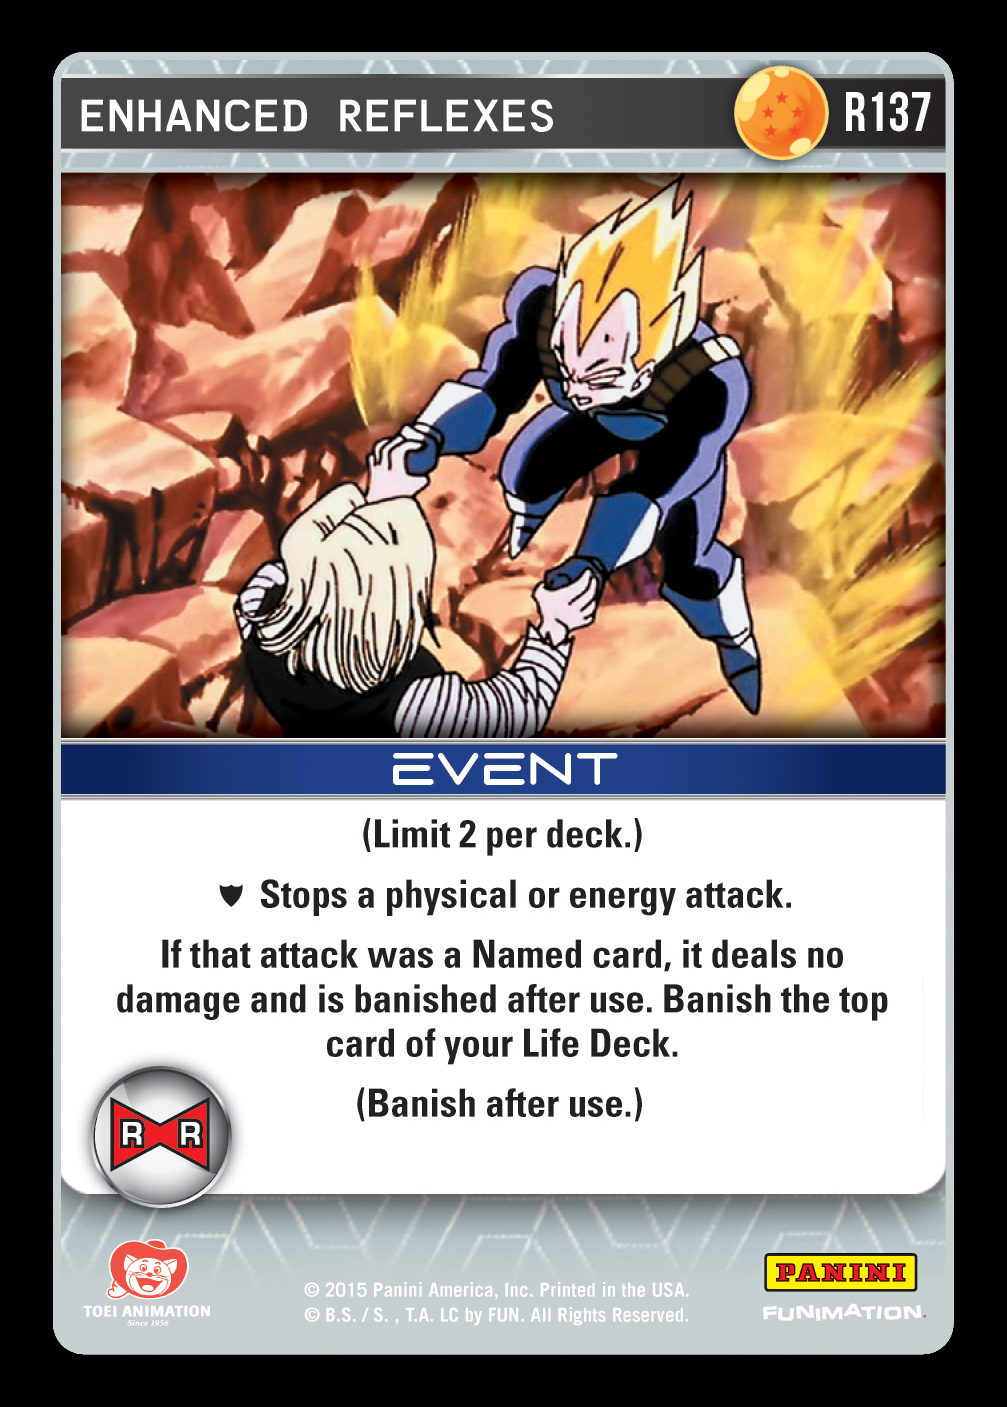 ENHANCED REFLEXES
R137
EVENT
(Limit 2 per deck.)
Stops a physical or energy attack.
If that attack was a Named card, it deals no
damage and is banished after use. Banish the top
card of your Life Deck.
(Banish after use.)
R R
TOEI ANIMATION
Since 1956
© 2015 Panini America, Inc. Printed in the USA.
© B.S. / S. , T.A. LC by FUN. All Rights Reserved.
PANINI
FUNIMATION.